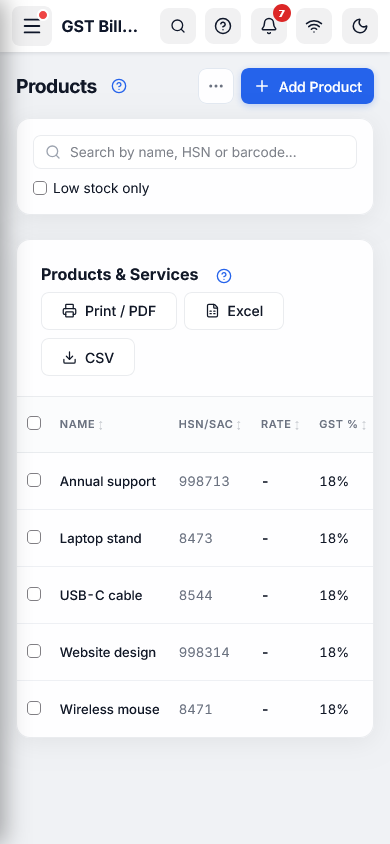 GST Bill...
7
Products
Add Product
Search by name, HSN or barcode...
Low stock only
Products & Services
Print / PDF
Excel
CSV
NAME HSN/SAC RATE GST %
Annual support 998713 - 18%
Laptop stand 8473 - 18%
USB-C cable 8544 - 18%
Website design 998314 - 18%
Wireless mouse 8471 - 18%